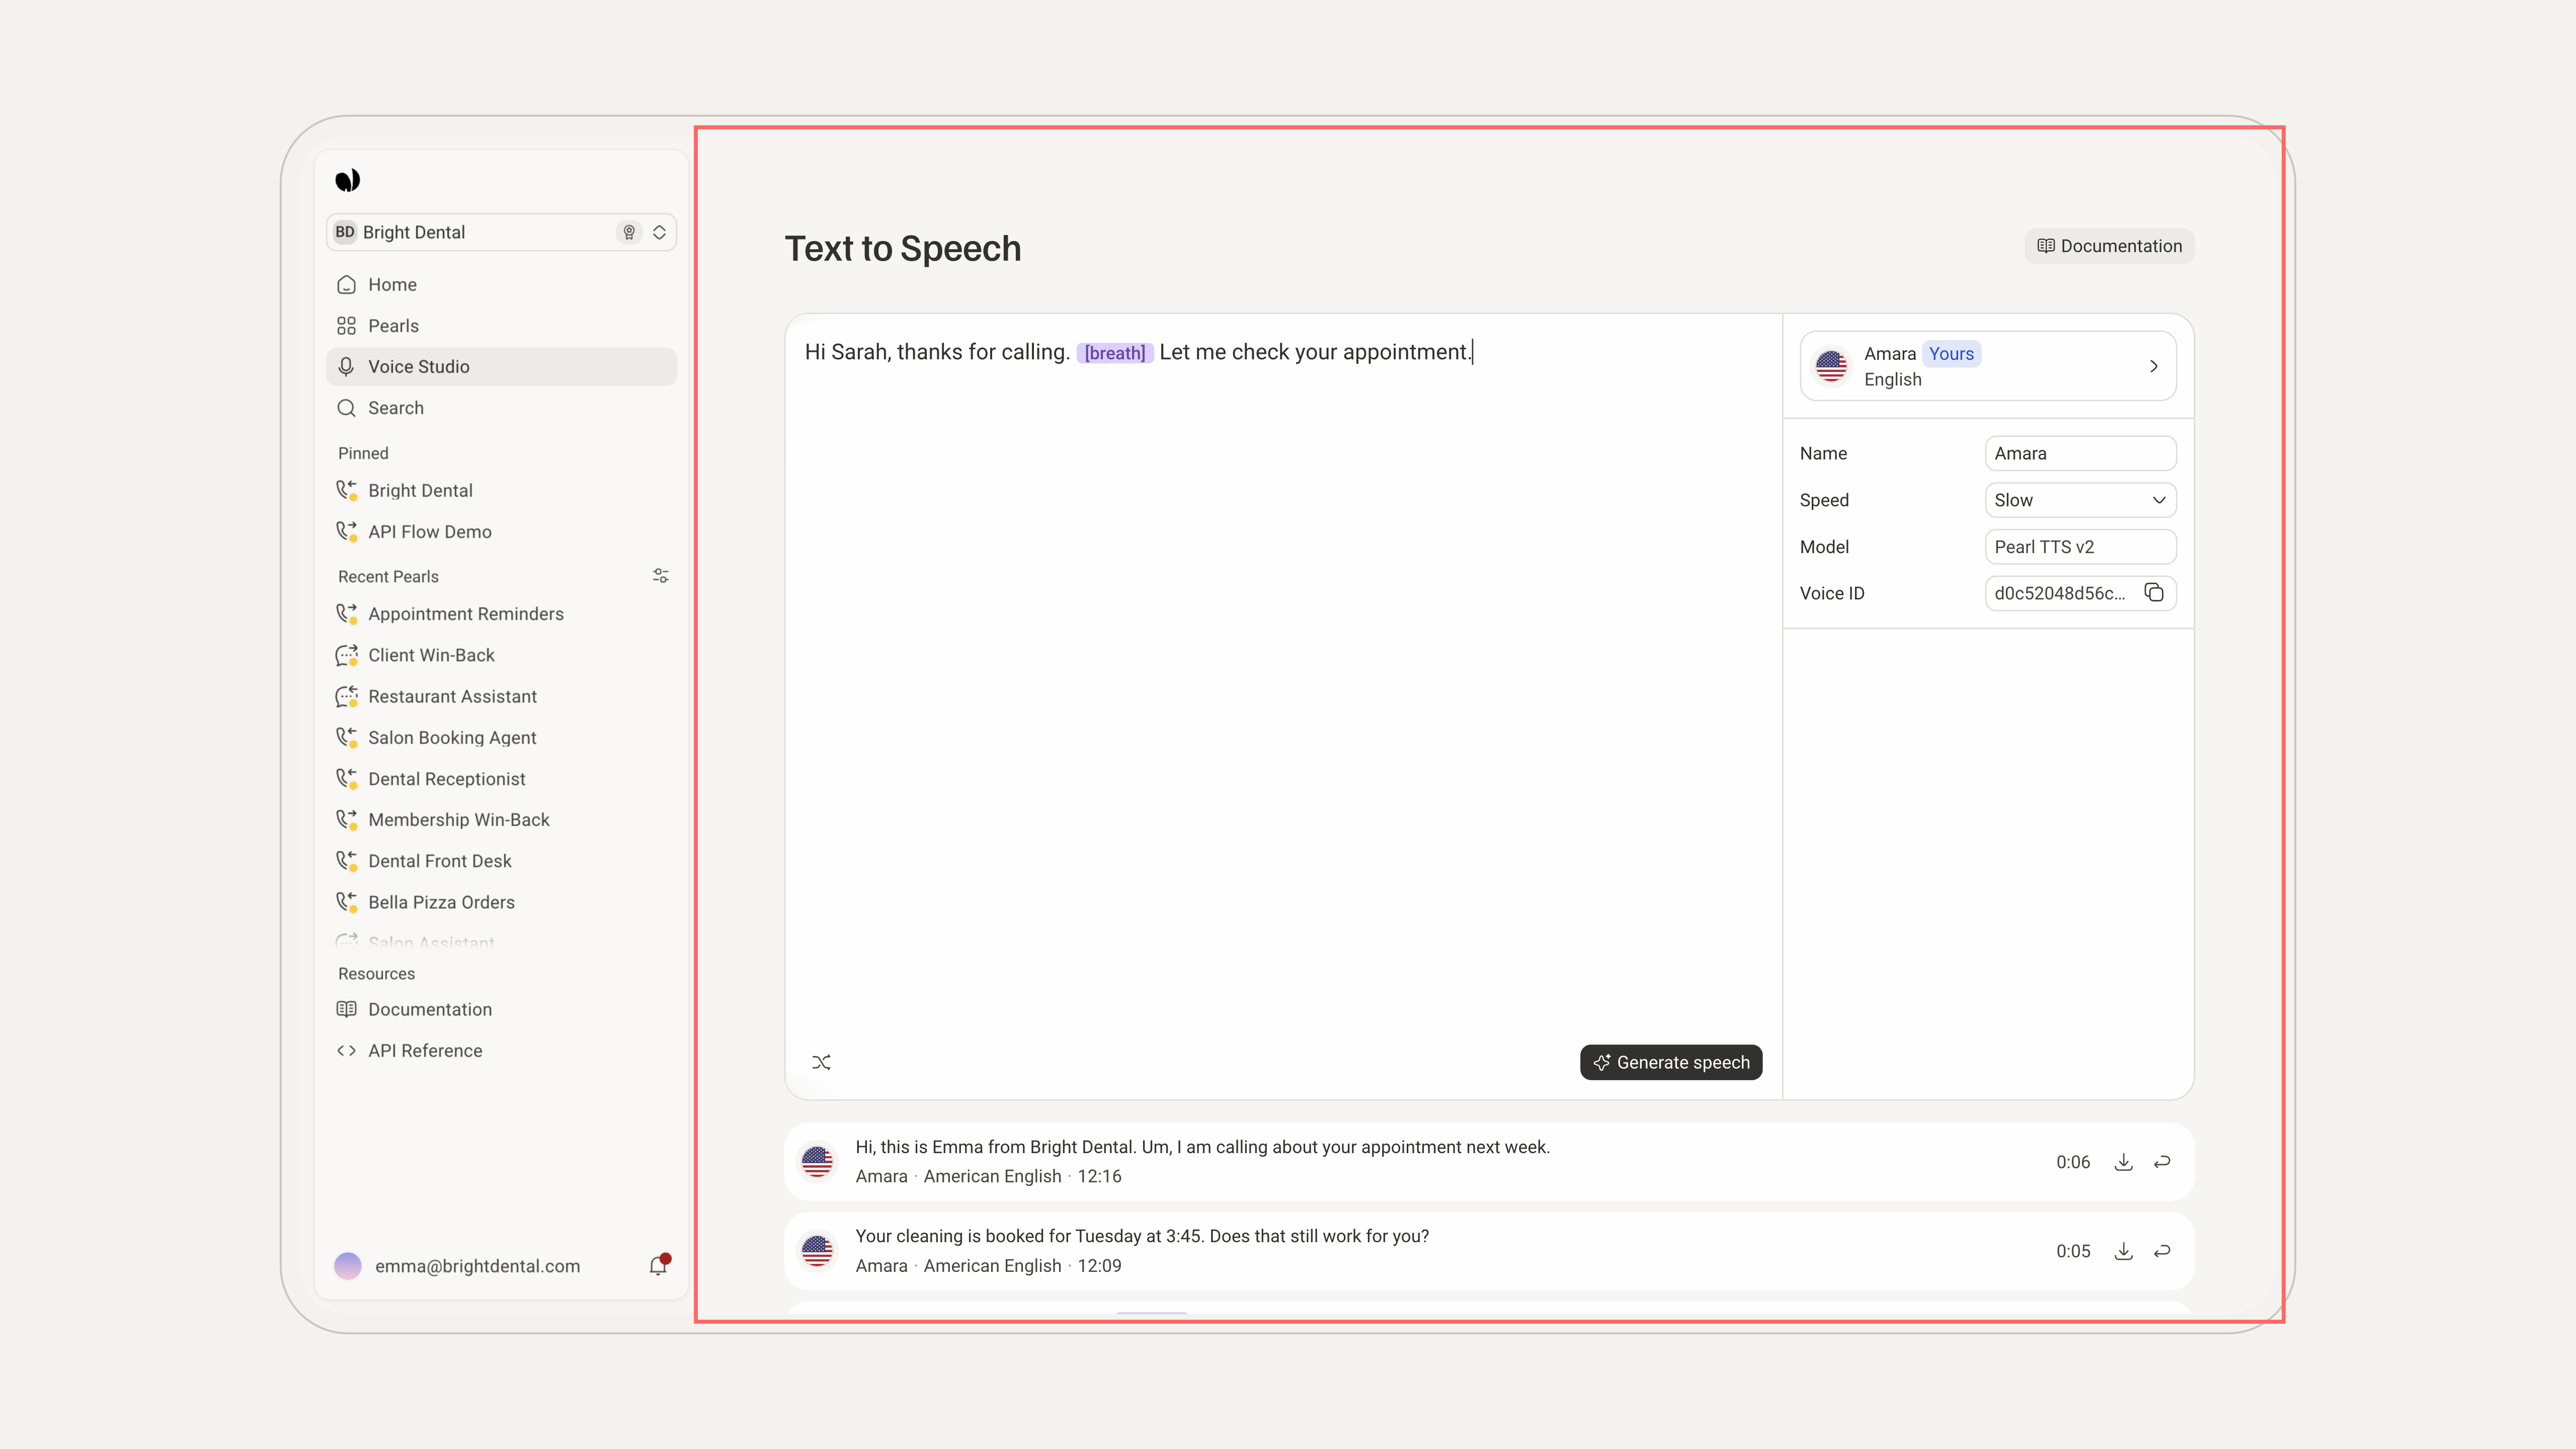 BD Bright Dental
Home
Pearls
Voice Studio
Search
Pinned
Bright Dental
API Flow Demo
Recent Pearls
Appointment Reminders
Client Win-Back
Restaurant Assistant
Salon Booking Agent
Dental Receptionist
Membership Win-Back
Dental Front Desk
Bella Pizza Orders
Salon Assistant
Resources
Documentation
API Reference
emma@brightdental.com
Text to Speech
Documentation
Hi Sarah, thanks for calling. [breath] Let me check your appointment.
Generate speech
Amara Yours
English
Name Amara
Speed Slow
Model Pearl TTS v2
Voice ID d0c52048d56c...
Hi, this is Emma from Bright Dental. Um, I am calling about your appointment next week.
Amara · American English · 12:16
0:06
Your cleaning is booked for Tuesday at 3:45. Does that still work for you?
Amara · American English · 12:09
0:05